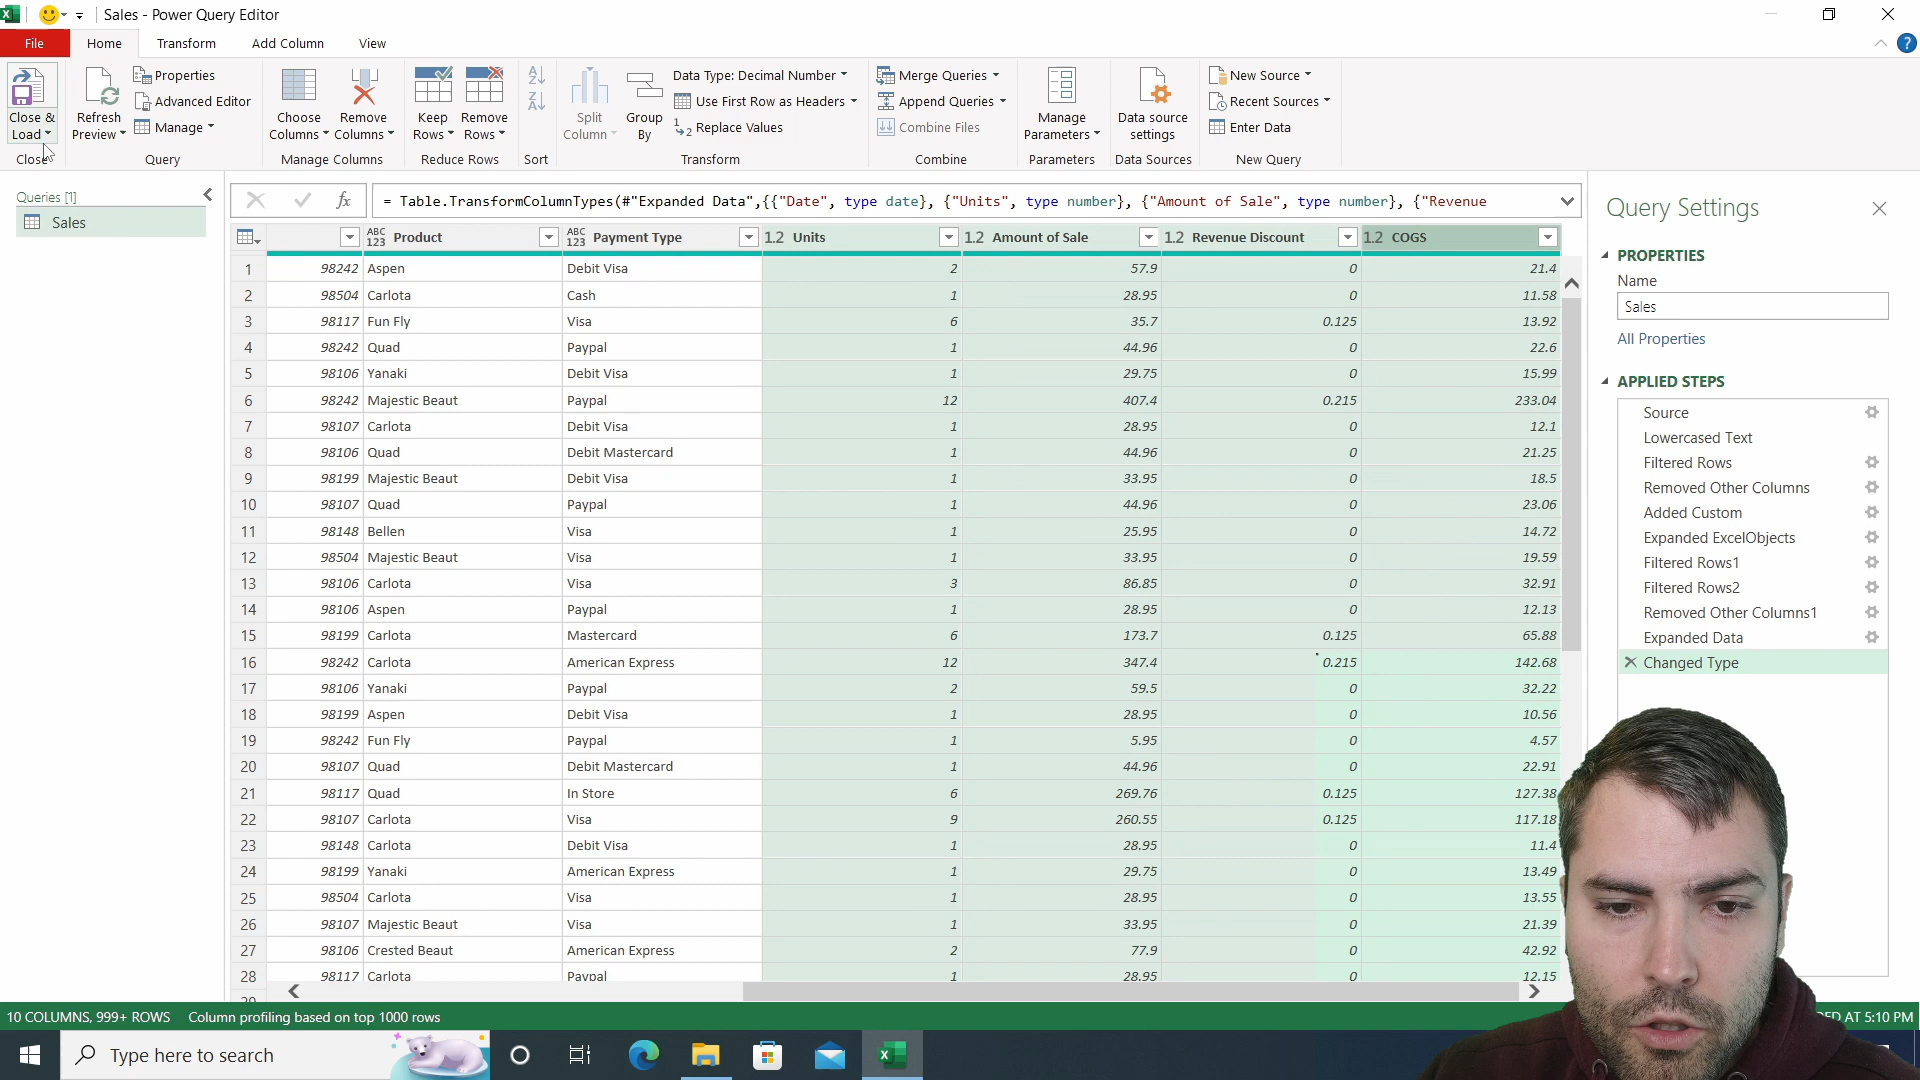 Sales - Power Query Editor
File Home Transform Add Column View
Close & Load
Close
Refresh Preview
Properties
Advanced Editor
Manage
Query
Choose Columns
Remove Columns
Manage Columns
Keep Rows
Remove Rows
Reduce Rows
Sort
Split Column
Group By
Data Type: Decimal Number
Use First Row as Headers
Replace Values
Transform
Merge Queries
Append Queries
Combine Files
Combine
Manage Parameters
Parameters
Data source settings
Data Sources
New Source
Recent Sources
Enter Data
New Query
Queries [1]
Sales
fx
= Table.TransformColumnTypes(#"Expanded Data",{{"Date", type date}, {"Units", type number}, {"Amount of Sale", type number}, {"Revenue
ABC 123 Product ABC 123 Payment Type 1.2 Units 1.2 Amount of Sale 1.2 Revenue Discount 1.2 COGS
1 98242 Aspen Debit Visa 2 57.9 0 21.4
2 98504 Carlota Cash 1 28.95 0 11.58
3 98117 Fun Fly Visa 6 35.7 0.125 13.92
4 98242 Quad Paypal 1 44.96 0 22.6
5 98106 Yanaki Debit Visa 1 29.75 0 15.99
6 98242 Majestic Beaut Paypal 12 407.4 0.215 233.04
7 98107 Carlota Debit Visa 1 28.95 0 12.1
8 98106 Quad Debit Mastercard 1 44.96 0 21.25
9 98199 Majestic Beaut Debit Visa 1 33.95 0 18.5
10 98107 Quad Paypal 1 44.96 0 23.06
11 98148 Bellen Visa 1 25.95 0 14.72
12 98504 Majestic Beaut Visa 1 33.95 0 19.59
13 98106 Carlota Visa 3 86.85 0 32.91
14 98106 Aspen Paypal 1 28.95 0 12.13
15 98199 Carlota Mastercard 6 173.7 0.125 65.88
16 98242 Carlota American Express 12 347.4 0.215 142.68
17 98106 Yanaki Paypal 2 59.5 0 32.22
18 98199 Aspen Debit Visa 1 28.95 0 10.56
19 98242 Fun Fly Paypal 1 5.95 0 4.57
20 98107 Quad Debit Mastercard 1 44.96 0 22.91
21 98117 Quad In Store 6 269.76 0.125 127.38
22 98107 Carlota Visa 9 260.55 0.125 117.18
23 98148 Carlota Debit Visa 1 28.95 0 11.4
24 98199 Yanaki American Express 1 29.75 0 13.49
25 98504 Carlota Visa 1 28.95 0 13.55
26 98107 Majestic Beaut Visa 1 33.95 0 21.39
27 98106 Crested Beaut American Express 2 77.9 0 42.92
28 98117 Carlota Paypal 1 28.95 0 12.15
29
Query Settings
PROPERTIES
Name
Sales
All Properties
APPLIED STEPS
Source
Lowercased Text
Filtered Rows
Removed Other Columns
Added Custom
Expanded ExcelObjects
Filtered Rows1
Filtered Rows2
Removed Other Columns1
Expanded Data
Changed Type
10 COLUMNS, 999+ ROWS Column profiling based on top 1000 rows
AT 5:10 PM
Type here to search